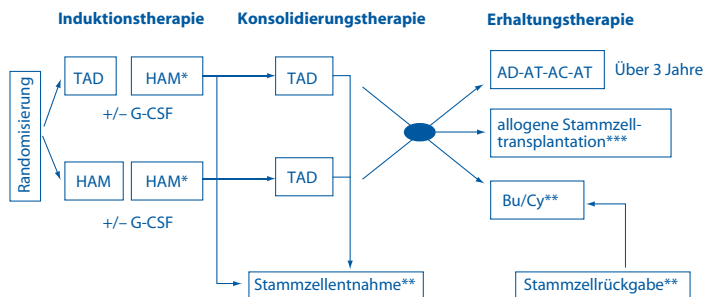 Induktionstherapie Konsolidierungstherapie Erhaltungstherapie
Randomisierung
TAD HAM* TAD AD-AT-AC-AT Über 3 Jahre
+/– G-CSF
allogene Stammzell-
transplantation***
HAM HAM* TAD Bu/Cy**
+/– G-CSF
Stammzellentnahme** Stammzellrückgabe**